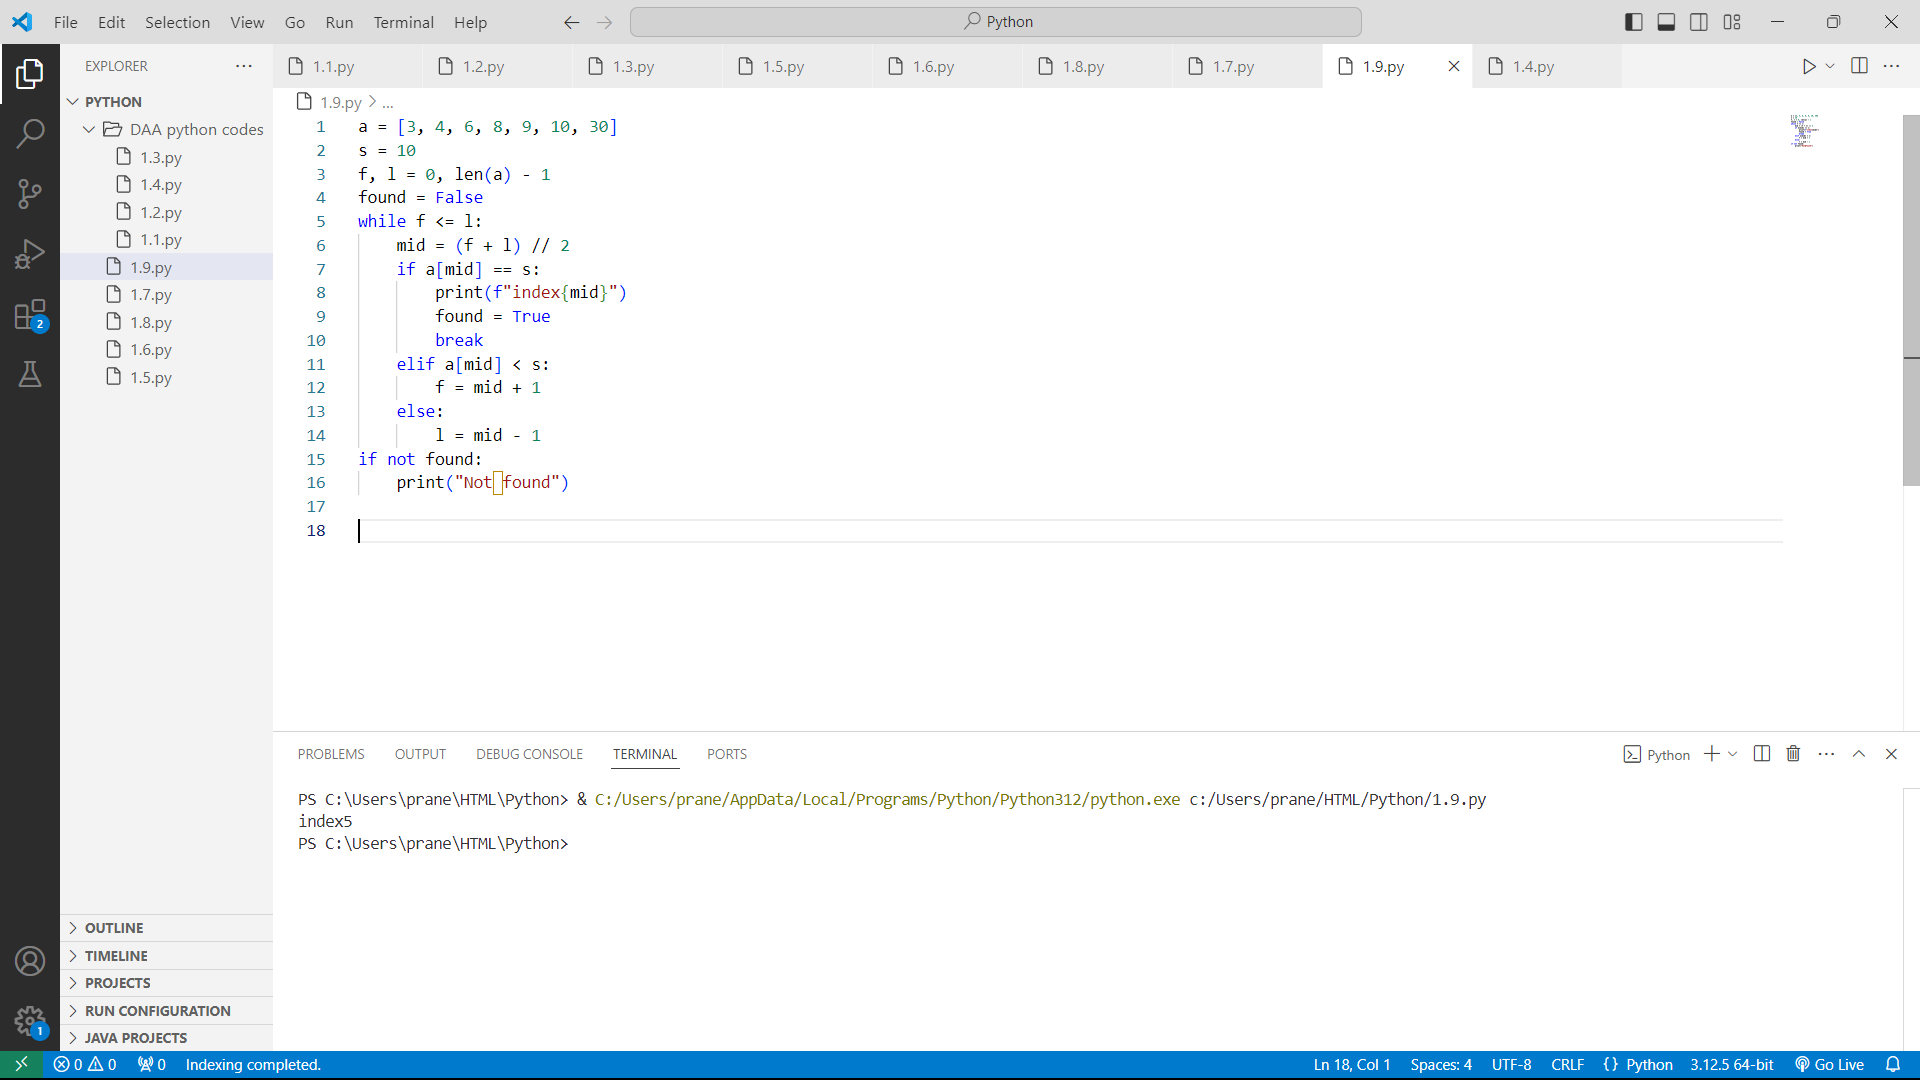 File Edit Selection View Go Run Terminal Help
Python
EXPLORER
PYTHON
DAA python codes
1.3.py
1.4.py
1.2.py
1.1.py
1.9.py
1.7.py
1.8.py
1.6.py
1.5.py
OUTLINE
TIMELINE
PROJECTS
RUN CONFIGURATION
JAVA PROJECTS
2
1
1.1.py 1.2.py 1.3.py 1.5.py 1.6.py 1.8.py 1.7.py 1.9.py 1.4.py
1.9.py > ...
1 a = [3, 4, 6, 8, 9, 10, 30]
2 s = 10
3 f, l = 0, len(a) - 1
4 found = False
5 while f <= l:
6     mid = (f + l) // 2
7     if a[mid] == s:
8         print(f"index{mid}")
9         found = True
10         break
11     elif a[mid] < s:
12         f = mid + 1
13     else:
14         l = mid - 1
15 if not found:
16     print("Not found")
17
18
PROBLEMS OUTPUT DEBUG CONSOLE TERMINAL PORTS
Python
PS C:\Users\prane\HTML\Python> & C:/Users/prane/AppData/Local/Programs/Python/Python312/python.exe c:/Users/prane/HTML/Python/1.9.py
index5
PS C:\Users\prane\HTML\Python>
0 0 0 Indexing completed.
Ln 18, Col 1 Spaces: 4 UTF-8 CRLF {} Python 3.12.5 64-bit Go Live